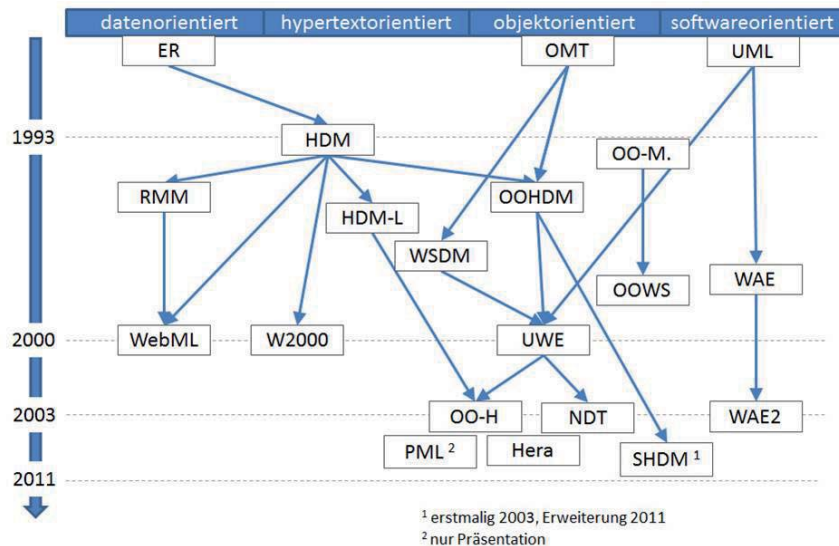 datenorientiert hypertextorientiert objektorientiert softwareorientiert
ER OMT UML
1993
HDM
OO-M.
RMM OOHDM
HDM-L
WSDM
WAE
OOWS
2000
WebML W2000 UWE
2003
OO-H NDT WAE2
PML ² Hera
SHDM ¹
2011
¹ erstmalig 2003, Erweiterung 2011
² nur Präsentation